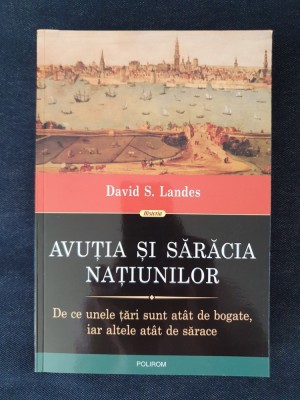 David S. Landes
Historia
AVUȚIA ȘI SĂRĂCIA
NAȚIUNILOR
De ce unele țări sunt atât de bogate,
iar altele atât de sărace
POLIROM